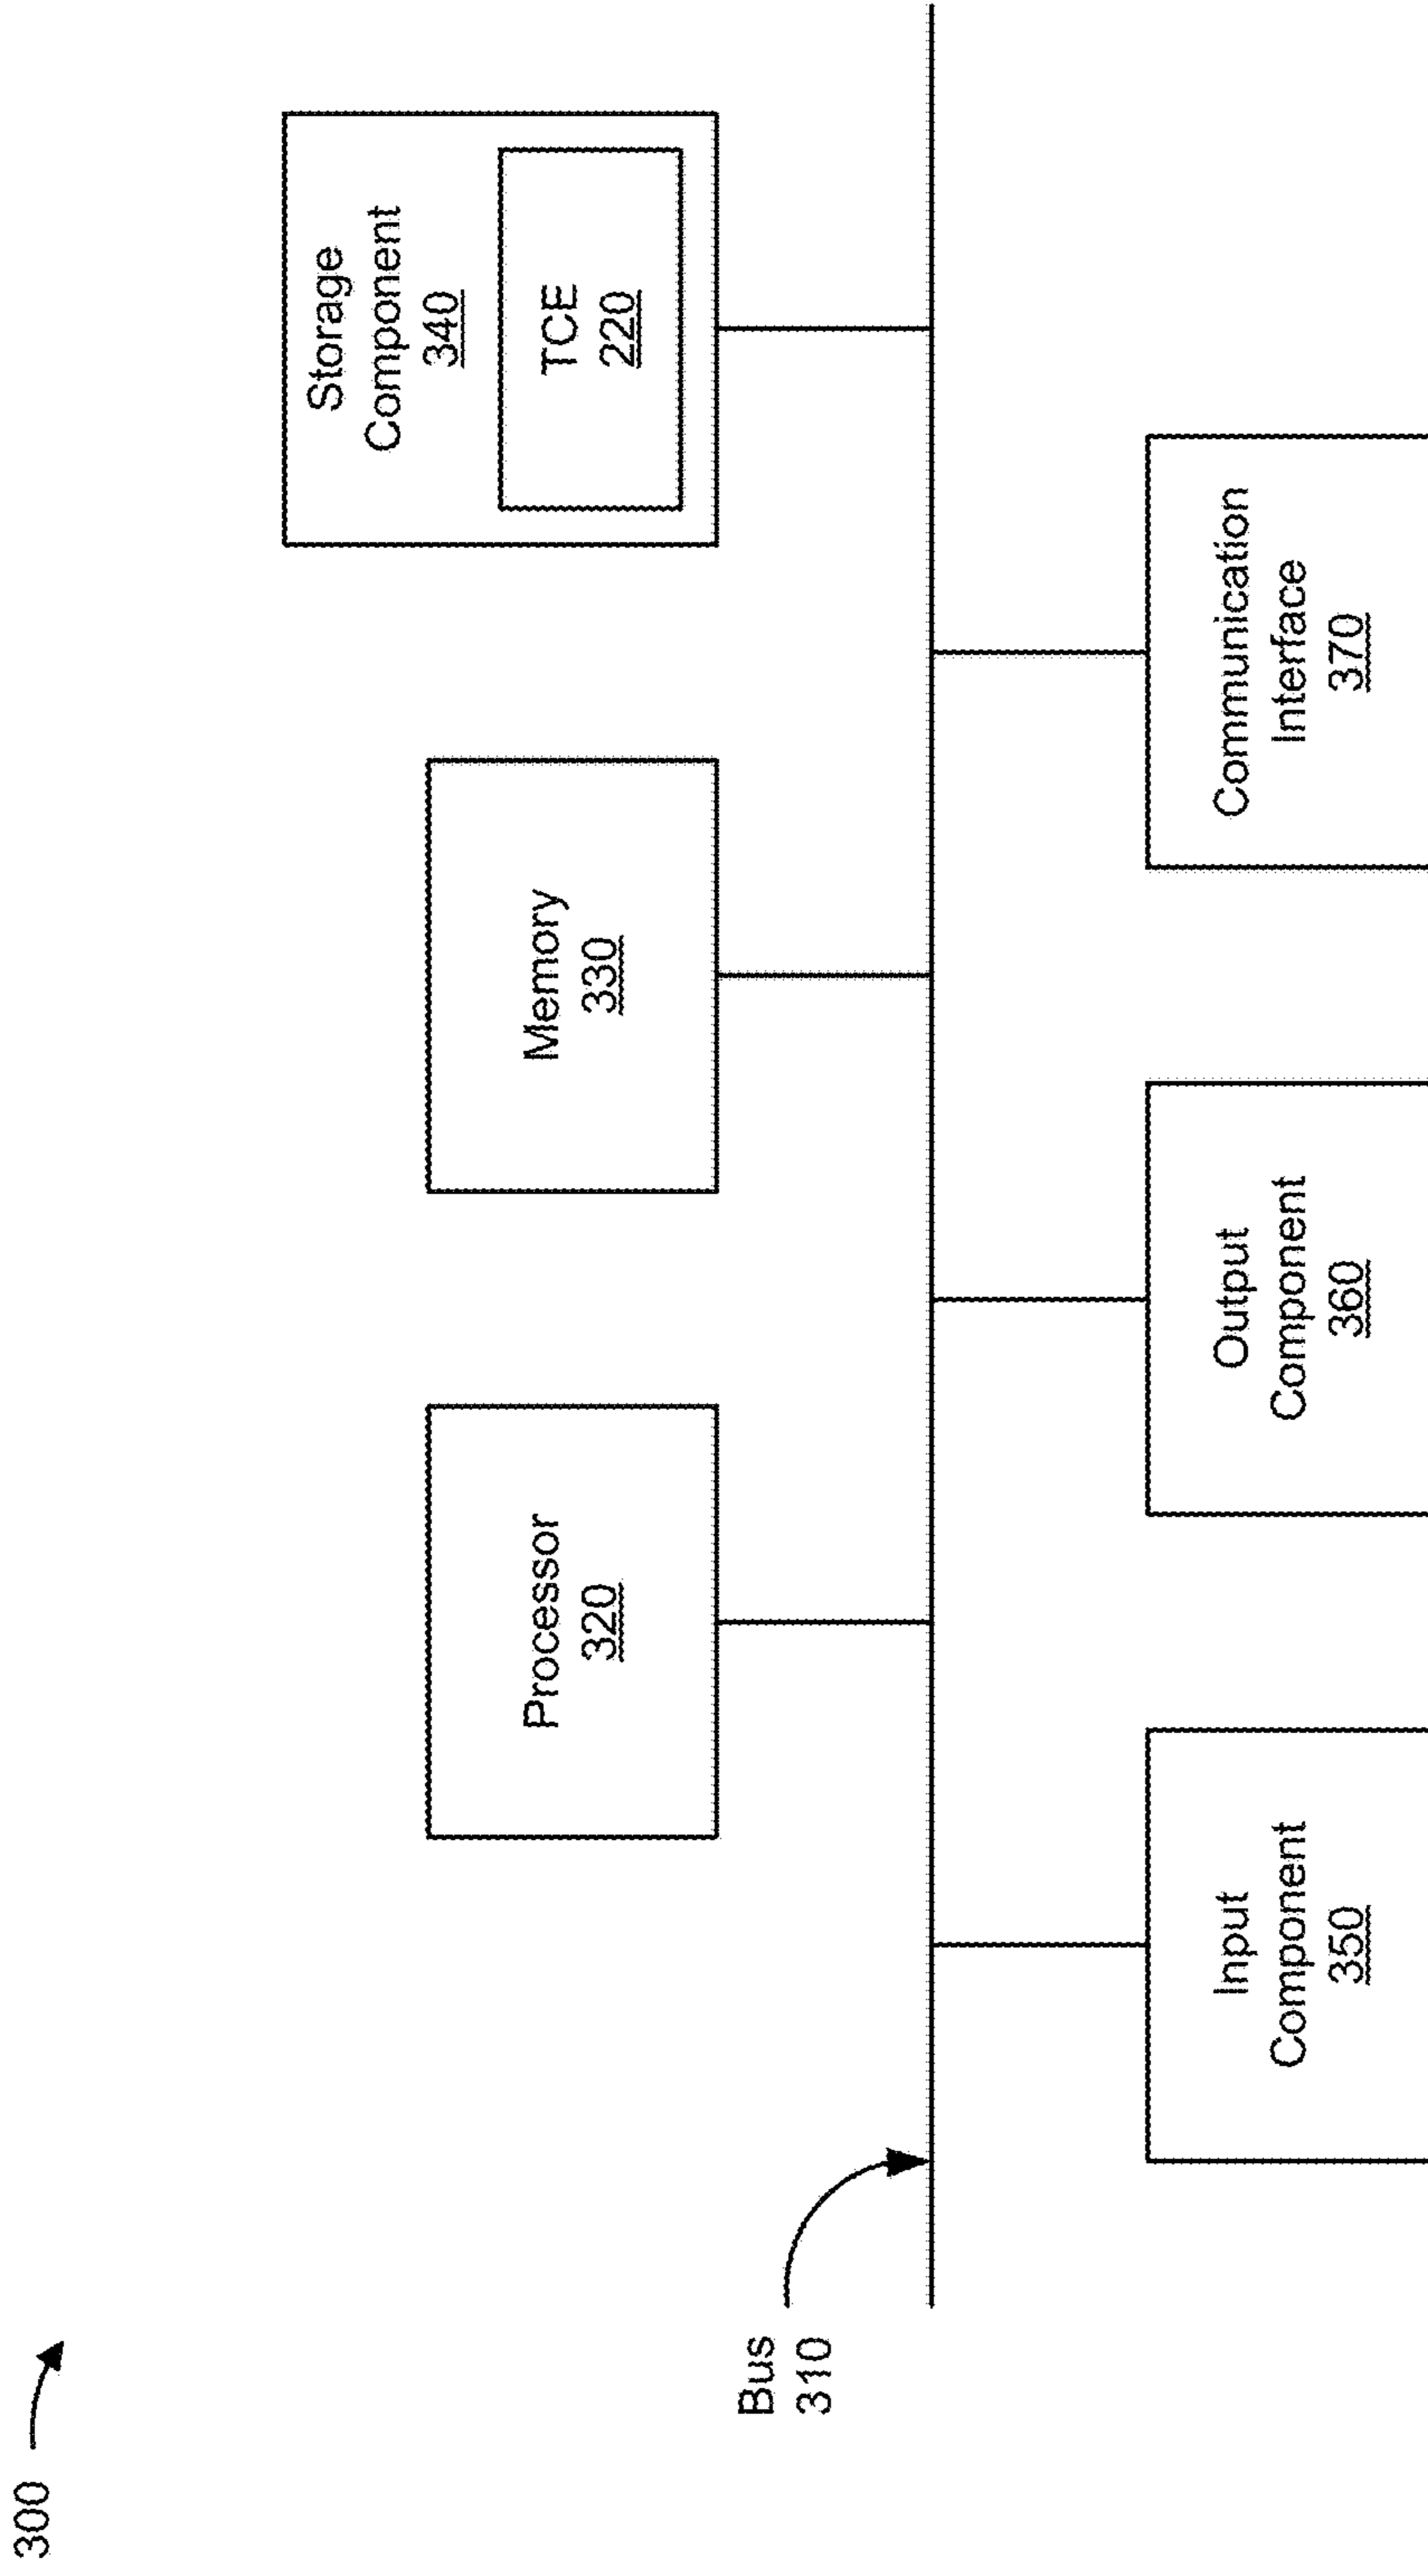 300
Bus
310
Processor
320
Memory
330
Storage
Component
340
TCE
220
Input
Component
350
Output
Component
360
Communication
Interface
370